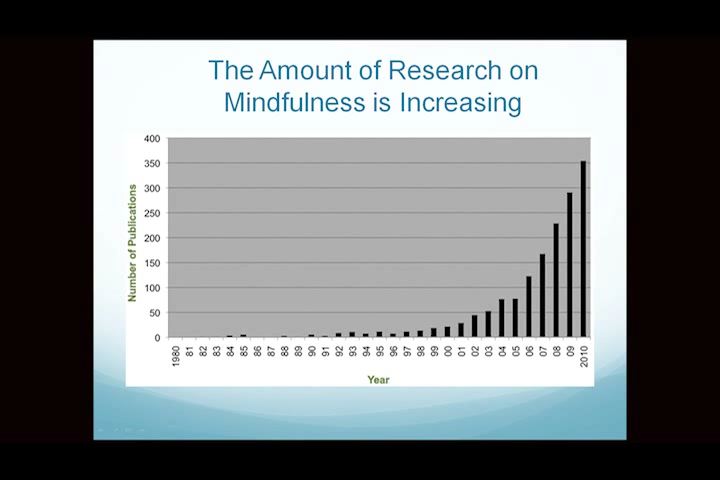 The Amount of Research on
Mindfulness is Increasing
Number of Publications
400
350
300
250
200
150
100
50
0
1980 81 82 83 84 85 86 87 88 89 90 91 92 93 94 95 96 97 98 99 00 01 02 03 04 05 06 07 08 09 2010
Year